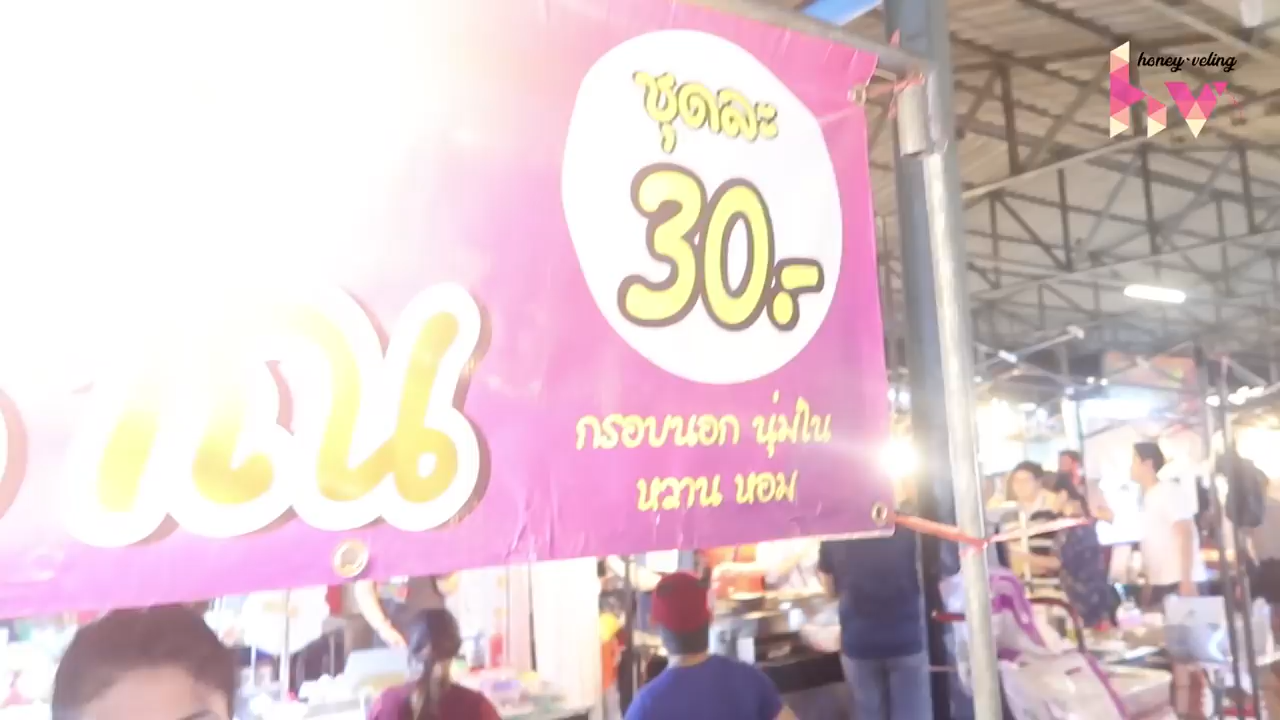 honey·veling
hv
ชุดละ
30.-
กรอบนอก นุ่มใน
หวาน หอม